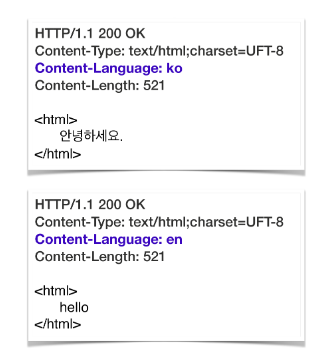 HTTP/1.1 200 OK
Content-Type: text/html;charset=UFT-8
Content-Language: ko
Content-Length: 521
<html>
안녕하세요.
</html>
HTTP/1.1 200 OK
Content-Type: text/html;charset=UFT-8
Content-Language: en
Content-Length: 521
<html>
hello
</html>